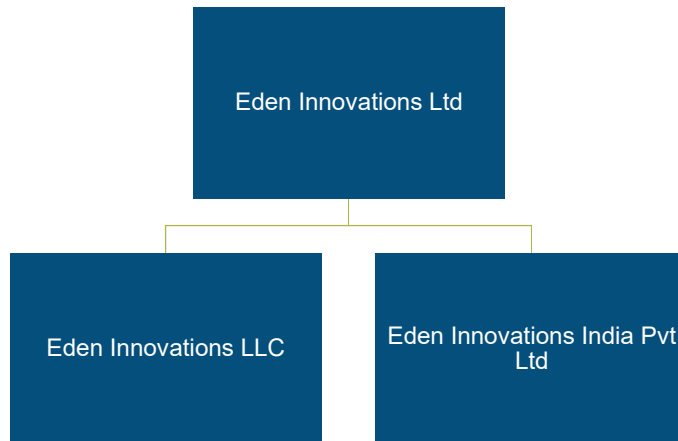 Eden Innovations Ltd
Eden Innovations LLC
Eden Innovations India Pvt
Ltd